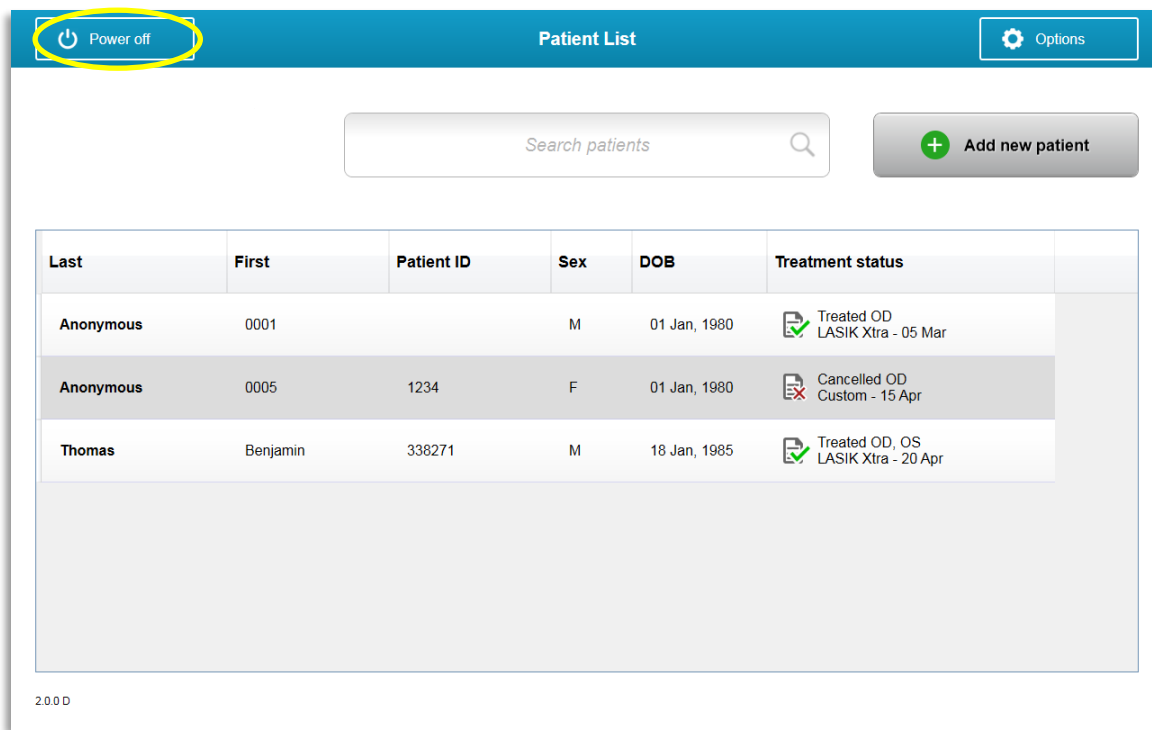 Power off
Patient List
Options
Search patients
Add new patient
Last First Patient ID Sex DOB Treatment status
Anonymous 0001 M 01 Jan, 1980 Treated OD
LASIK Xtra - 05 Mar
Anonymous 0005 1234 F 01 Jan, 1980 Cancelled OD
Custom - 15 Apr
Thomas Benjamin 338271 M 18 Jan, 1985 Treated OD, OS
LASIK Xtra - 20 Apr
2.0.0 D